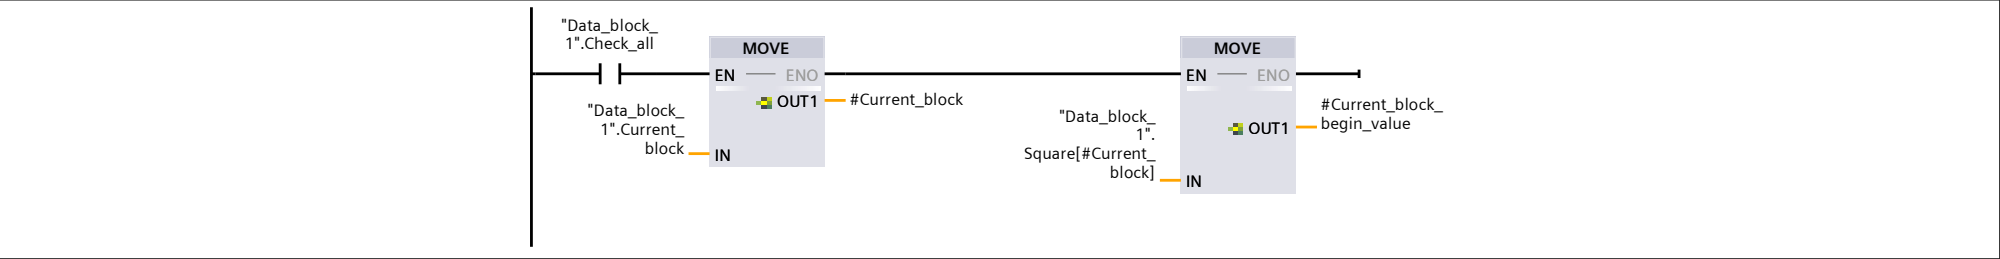 "Data_block_
1".Check_all
MOVE
EN
ENO
OUT1
#Current_block
"Data_block_
1".Current_
block
IN
MOVE
EN
ENO
OUT1
#Current_block_
begin_value
"Data_block_
1".
Square[#Current_
block]
IN